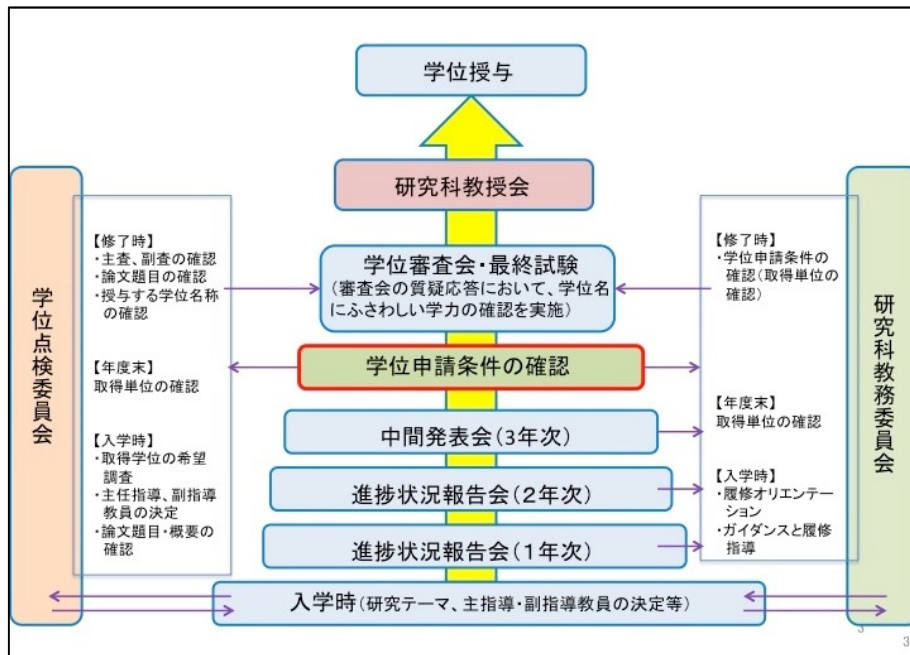 学位授与
研究科教授会
学位審査会・最終試験
（審査会の質疑応答において、学位名
にふさわしい学力の確認を実施）
学位申請条件の確認
中間発表会（3年次）
進捗状況報告会（2年次）
進捗状況報告会（1年次）
入学時（研究テーマ、主指導・副指導教員の決定等）
学位点検委員会
【修了時】
・主査、副査の確認
・論文題目の確認
・授与する学位名称
の確認
【年度末】
取得単位の確認
【入学時】
・取得学位の希望
調査
・主任指導、副指導
教員の決定
・論文題目・概要の
確認
【修了時】
・学位申請条件の
確認（取得単位の
確認）
【年度末】
取得単位の確認
【入学時】
・履修オリエンテー
ション
・ガイダンスと履修
指導
研究科教務委員会
3
3